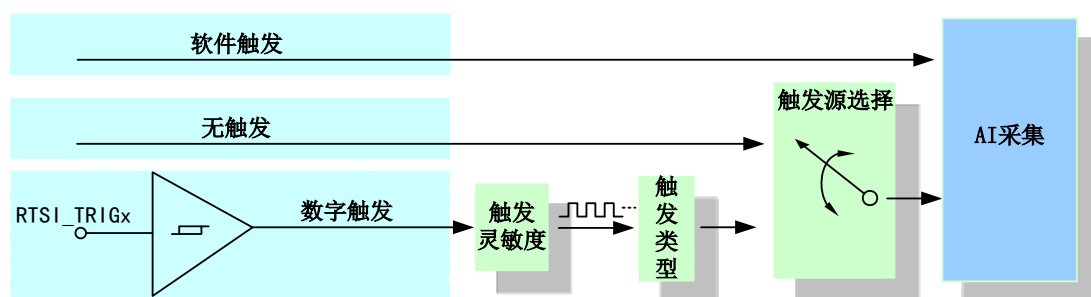 软件触发
无触发
RTSI_TRIGx
数字触发
触发
灵敏度
触
发
类
型
触发源选择
AI采集